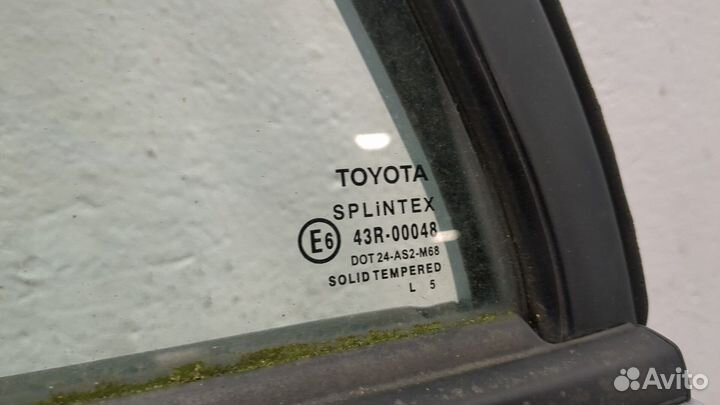 TOYOTA
SPLiNTEX
E6 43R-00048
DOT 24-AS2-M68
SOLID TEMPERED
L 5
Avito